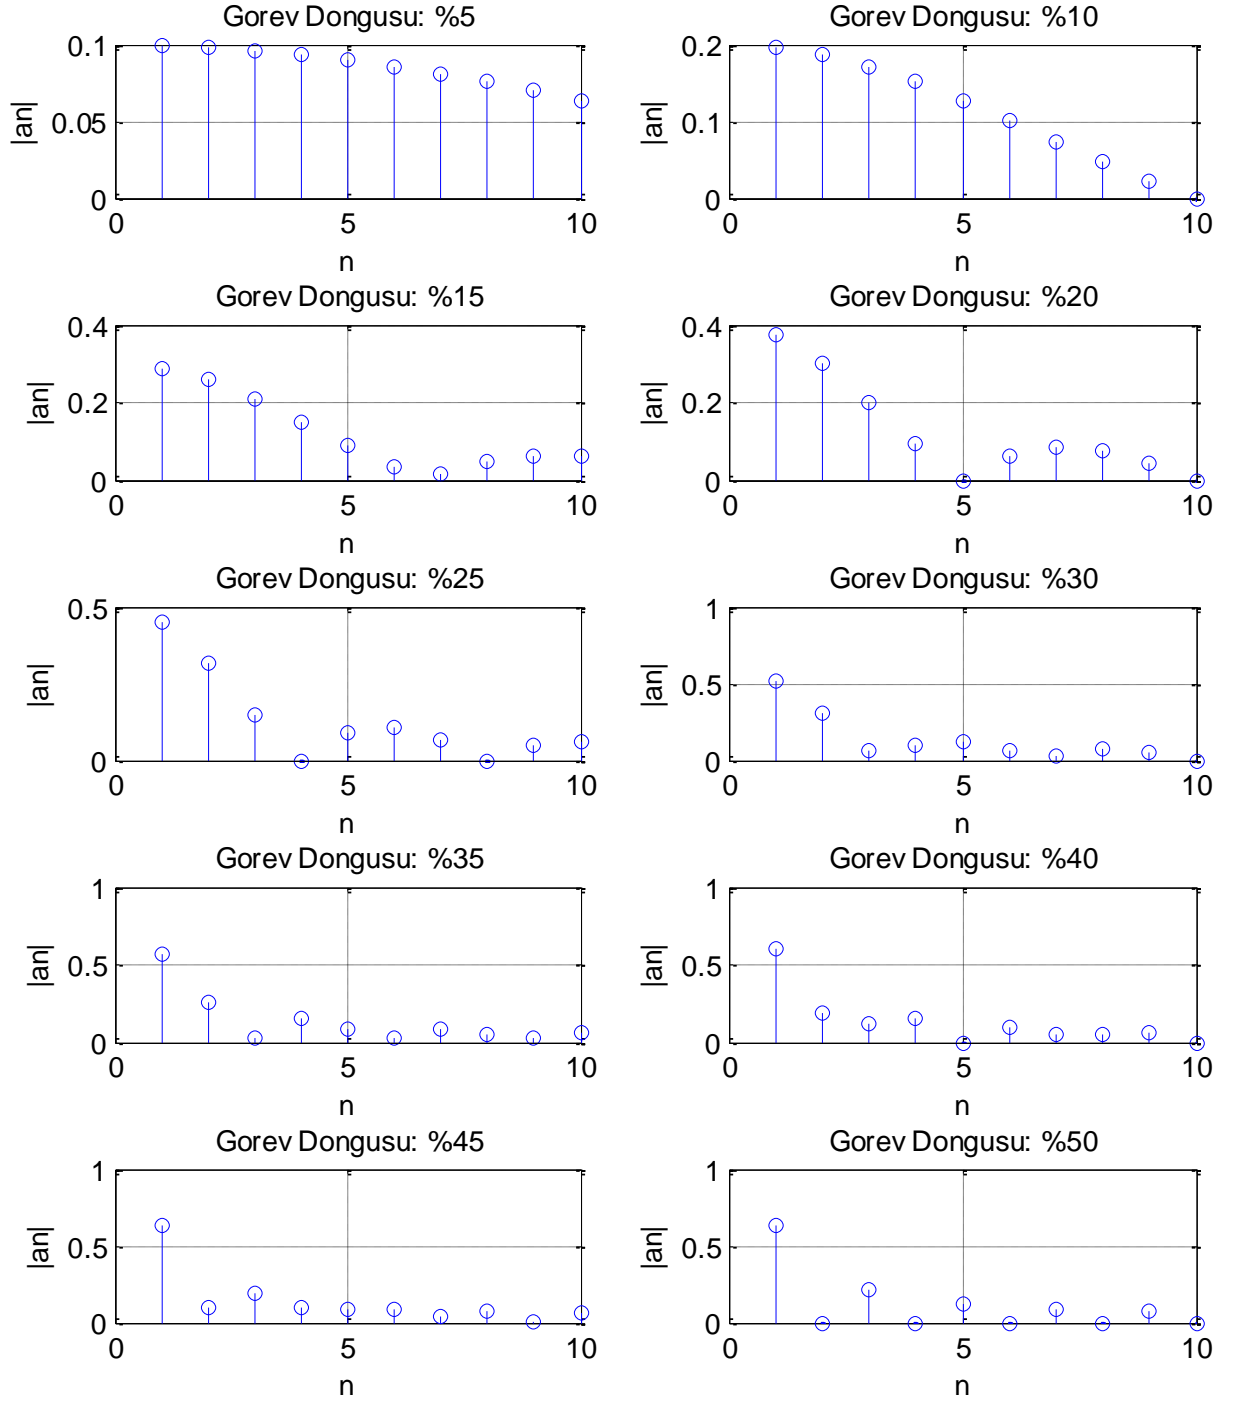 Gorev Dongusu: %5
0.1
0.05
0
|an|
0 5 10
n
Gorev Dongusu: %10
0.2
0.1
0
|an|
0 5 10
n
Gorev Dongusu: %15
0.4
0.2
0
|an|
0 5 10
n
Gorev Dongusu: %20
0.4
0.2
0
|an|
0 5 10
n
Gorev Dongusu: %25
0.5
0
|an|
0 5 10
n
Gorev Dongusu: %30
1
0.5
0
|an|
0 5 10
n
Gorev Dongusu: %35
1
0.5
0
|an|
0 5 10
n
Gorev Dongusu: %40
1
0.5
0
|an|
0 5 10
n
Gorev Dongusu: %45
1
0.5
0
|an|
0 5 10
n
Gorev Dongusu: %50
1
0.5
0
|an|
0 5 10
n